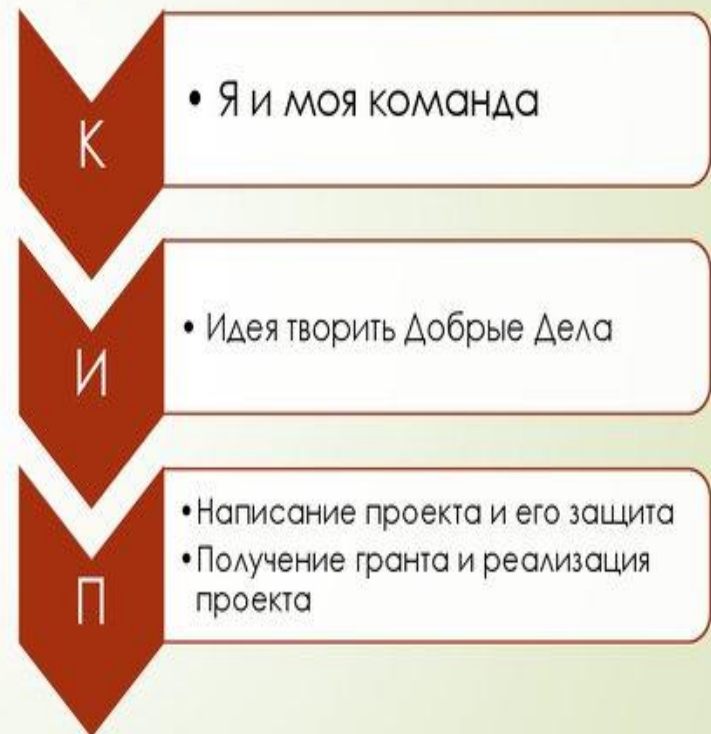 К
• Я и моя команда
И
• Идея творить Добрые Дела
П
•Написание проекта и его защита
•Получение гранта и реализация
проекта